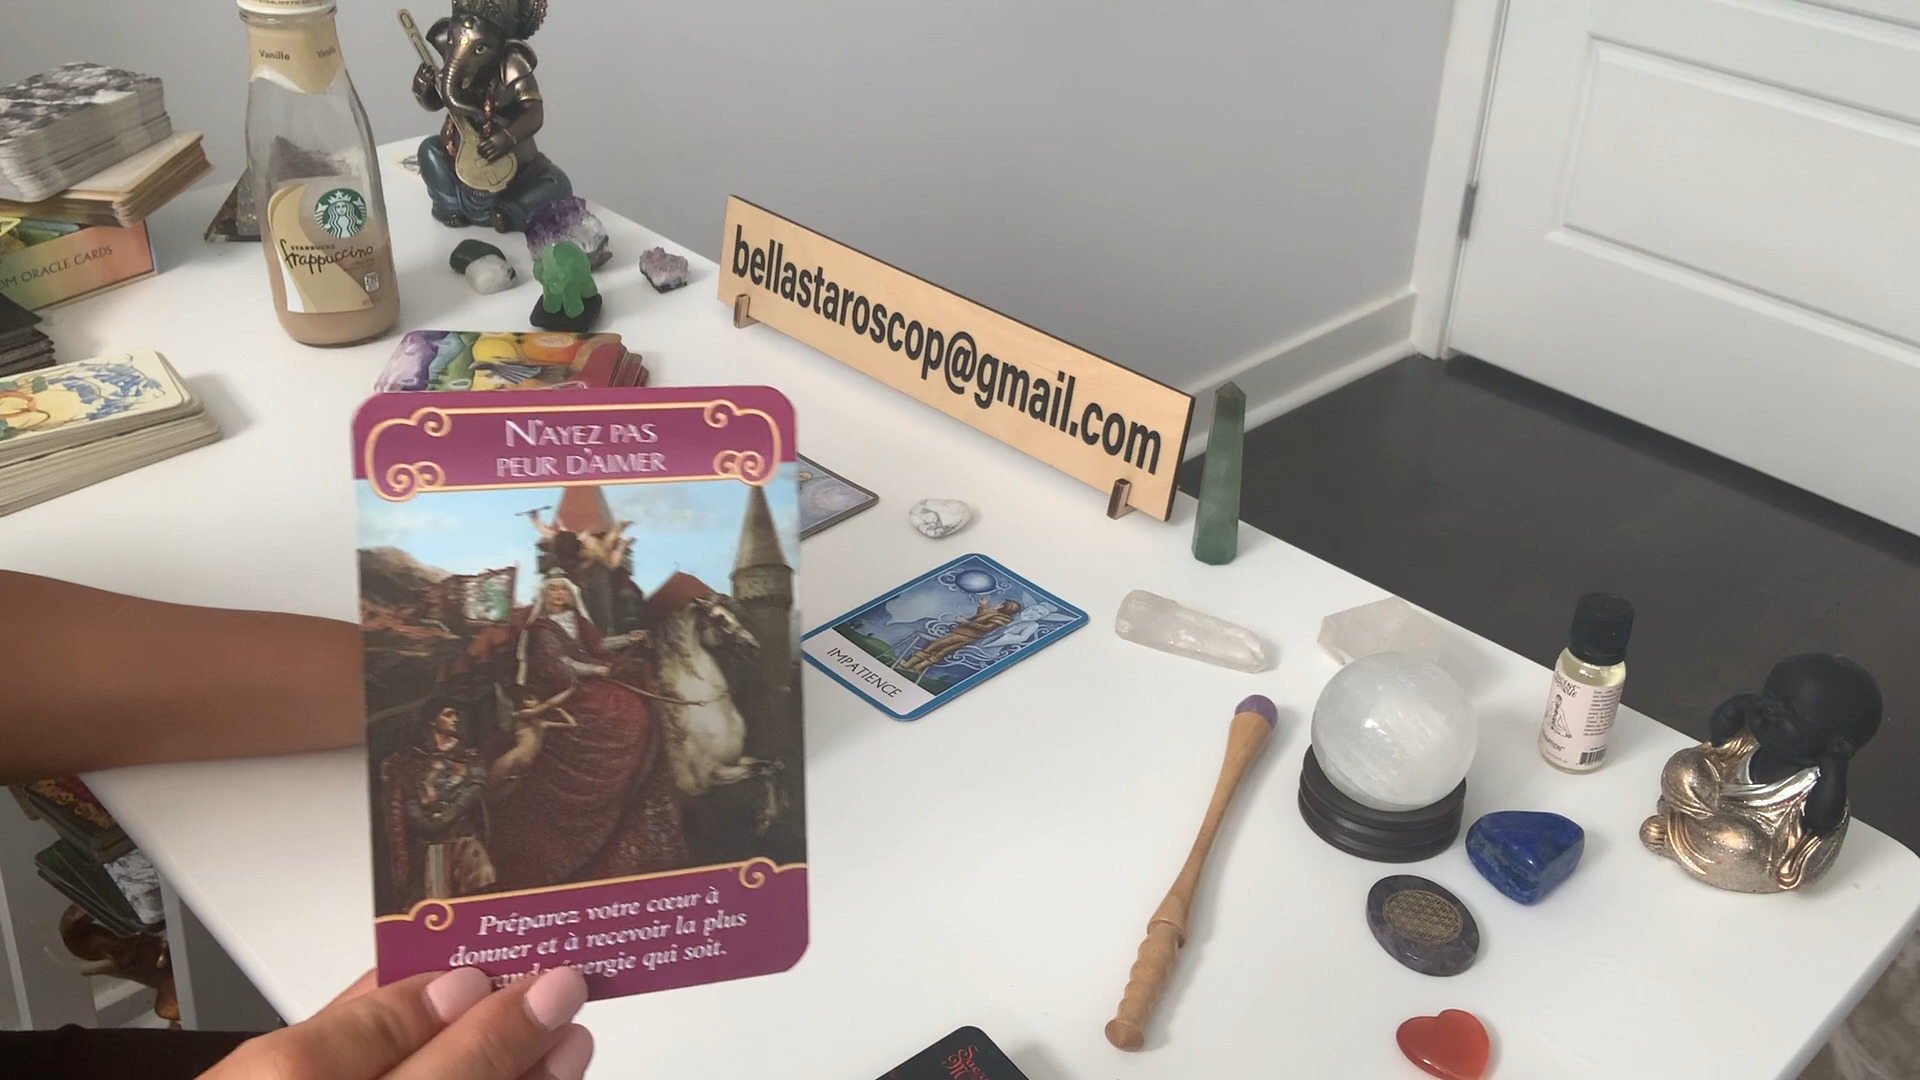 Vanille
STARBUCKS
frappuccino
OM ORACLE CARDS
bellastaroscop@gmail.com
N'AYEZ PAS
PEUR D'AIMER
IMPATIENCE
Préparez votre cœur à
donner et à recevoir la plus
qui soit.